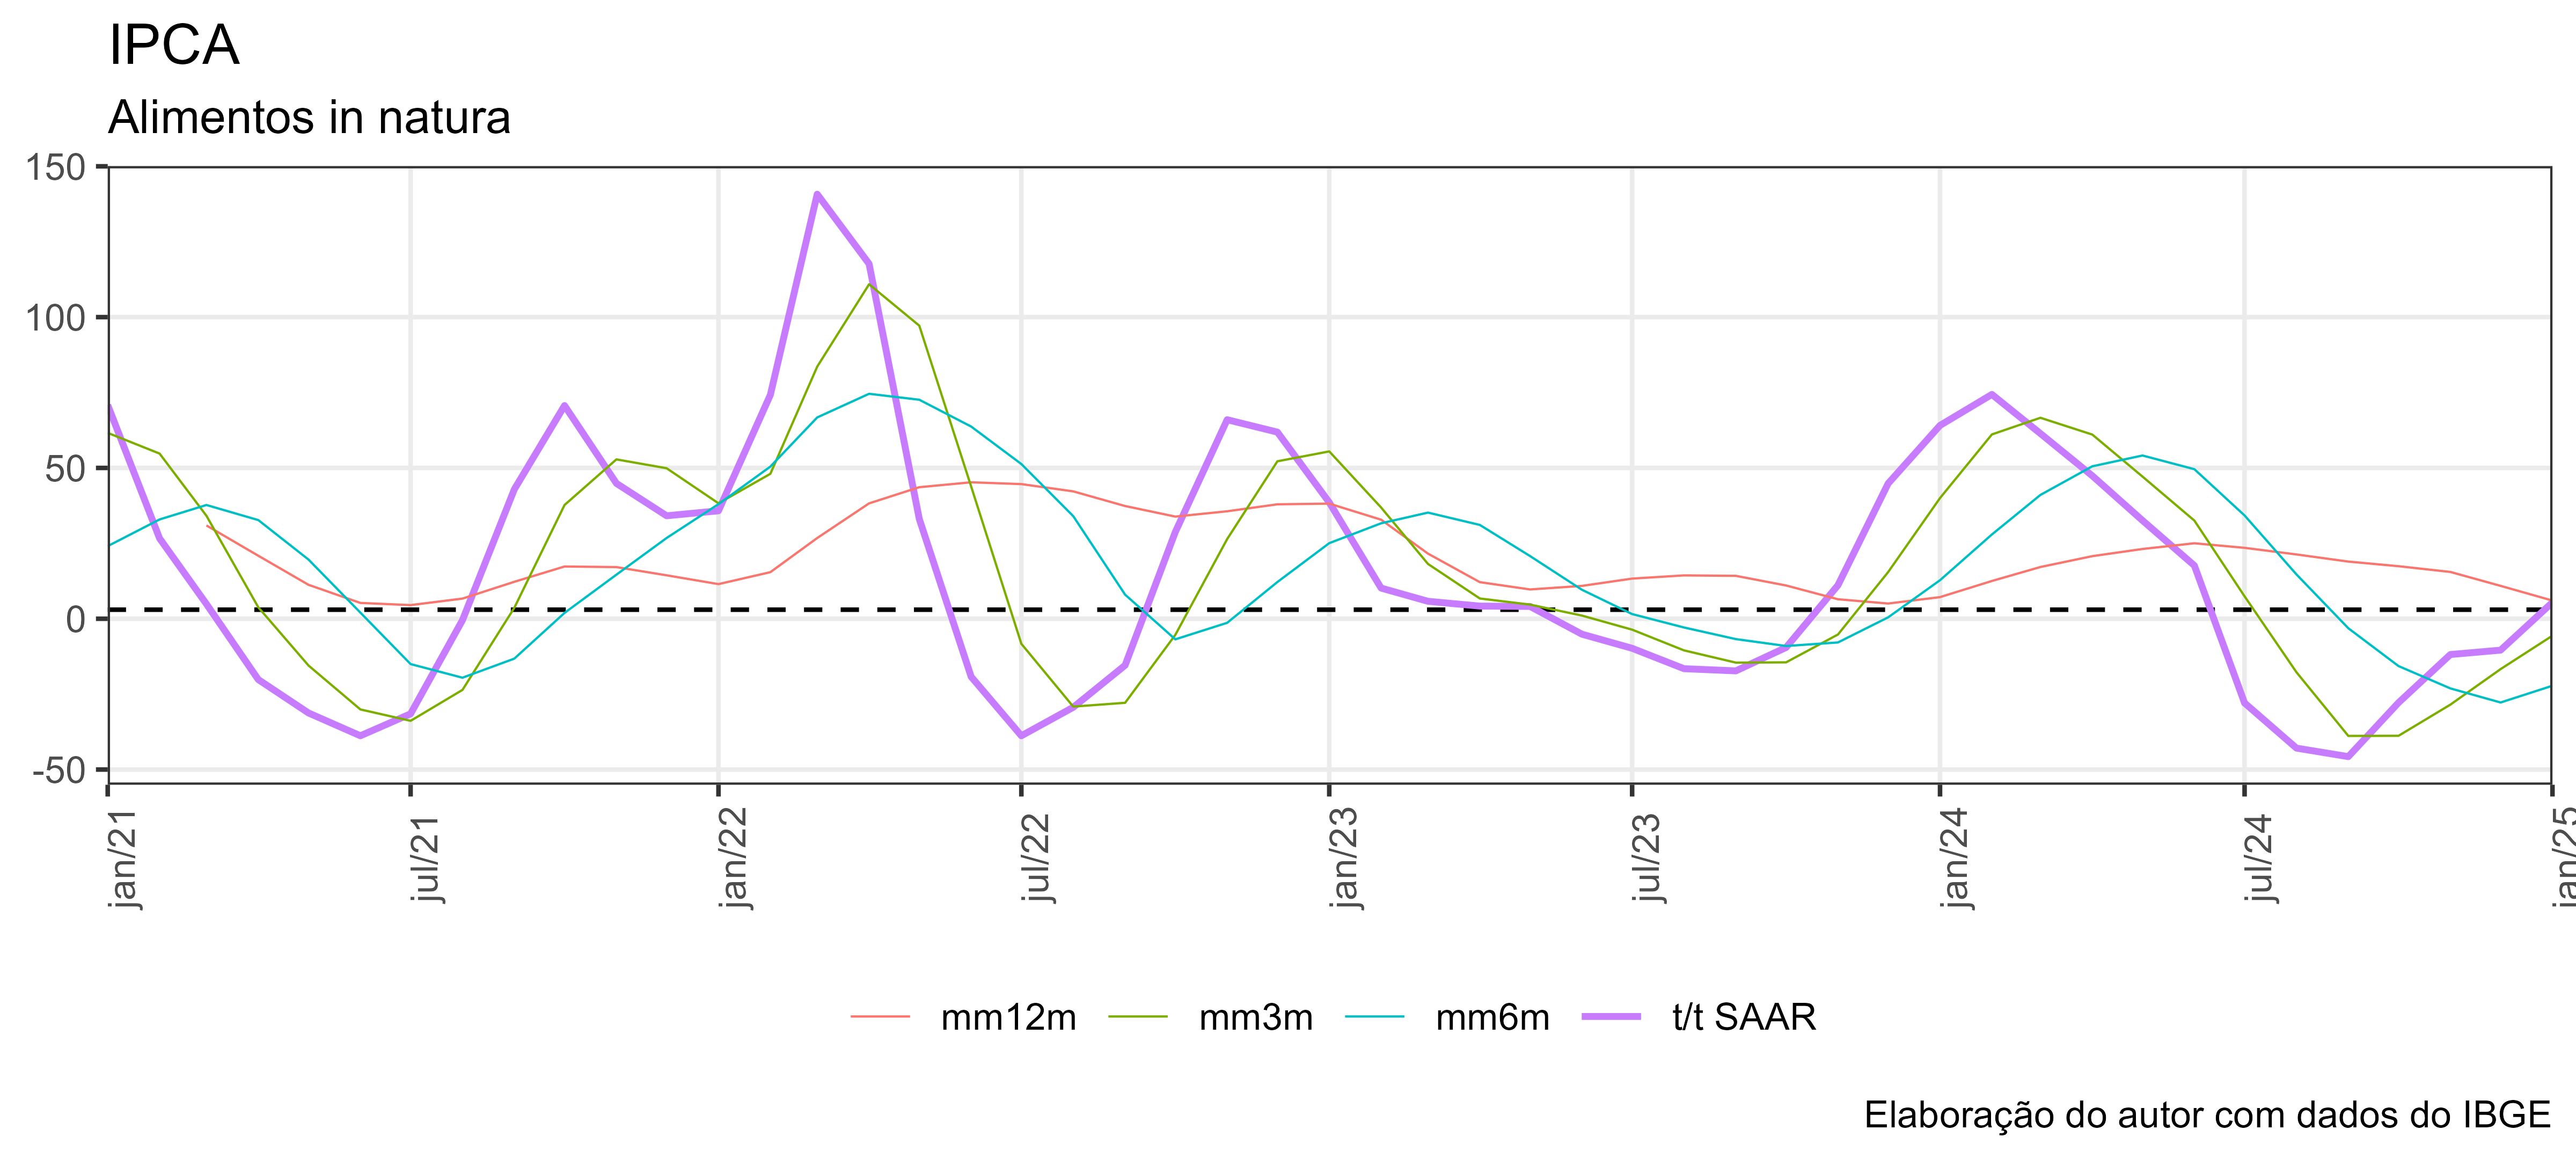 IPCA
Alimentos in natura
150
100
50
0
-50
jan/21
jul/21
jan/22
jul/22
jan/23
jul/23
jan/24
jul/24
jan/25
mm12m mm3m mm6m t/t SAAR
Elaboração do autor com dados do IBGE